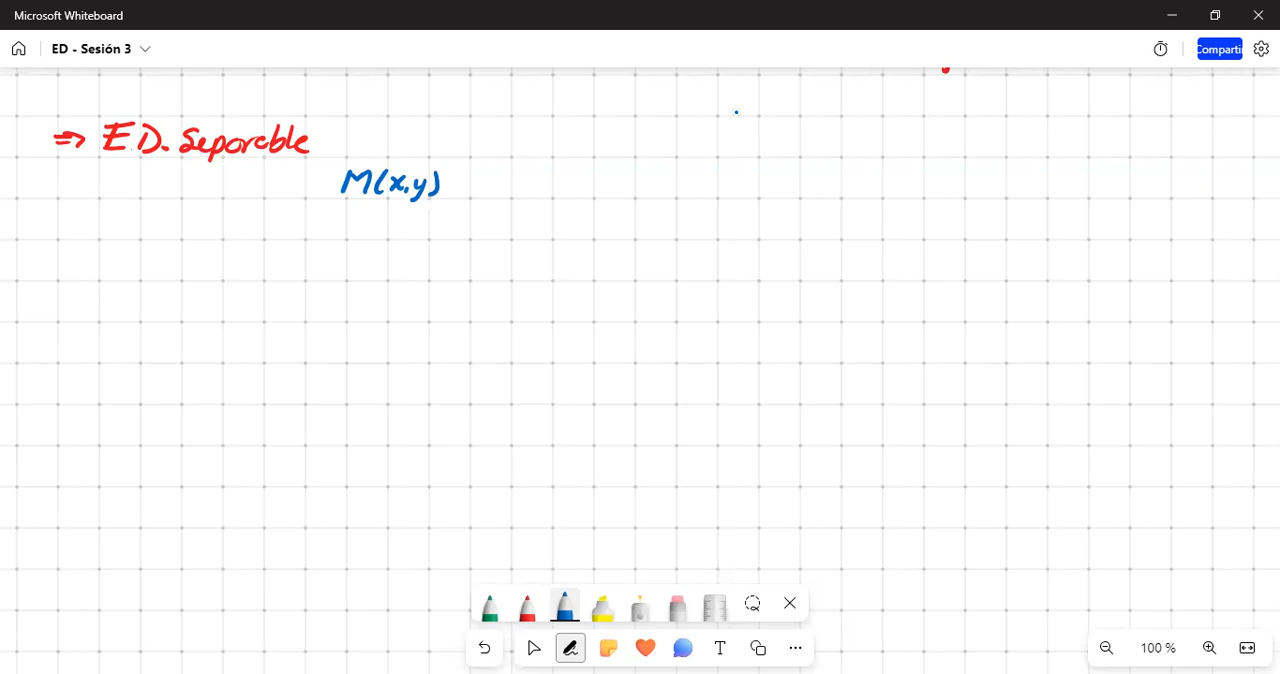 Microsoft Whiteboard
ED - Sesión 3
Comparti
⇒ E.D. Separable
M(x,y)
100 %